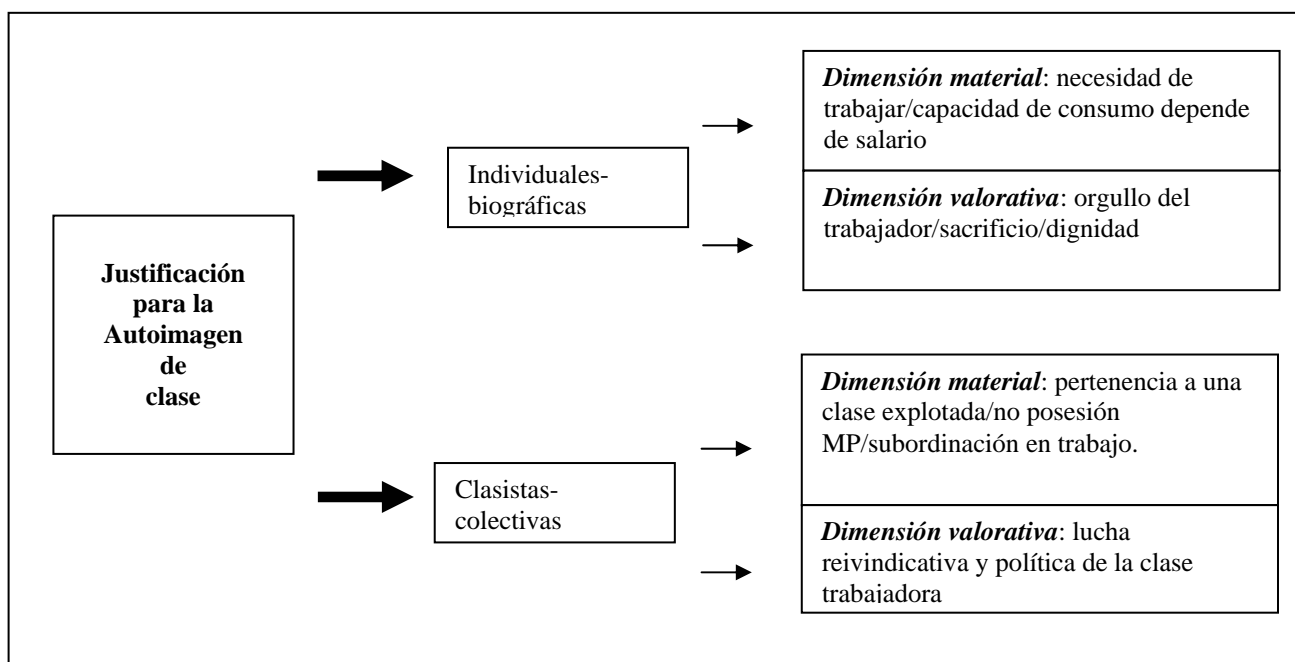 Justificación
para la
Autoimagen
de
clase
Individuales-
biográficas
Dimensión material: necesidad de
trabajar/capacidad de consumo depende
de salario
Dimensión valorativa: orgullo del
trabajador/sacrificio/dignidad
Clasistas-
colectivas
Dimensión material: pertenencia a una
clase explotada/no posesión
MP/subordinación en trabajo.
Dimensión valorativa: lucha
reivindicativa y política de la clase
trabajadora